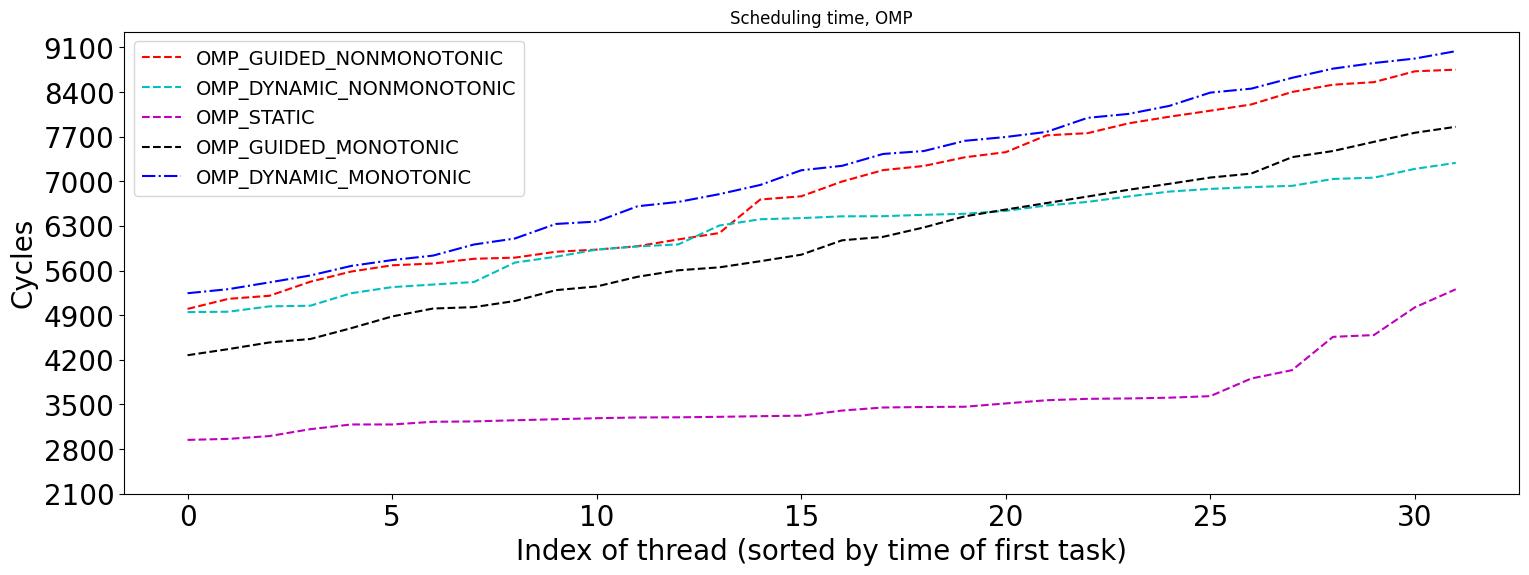 Scheduling time, OMP
9100
8400
7700
7000
6300
5600
4900
4200
3500
2800
2100
Cycles
OMP_GUIDED_NONMONOTONIC
OMP_DYNAMIC_NONMONOTONIC
OMP_STATIC
OMP_GUIDED_MONOTONIC
OMP_DYNAMIC_MONOTONIC
0 5 10 15 20 25 30
Index of thread (sorted by time of first task)